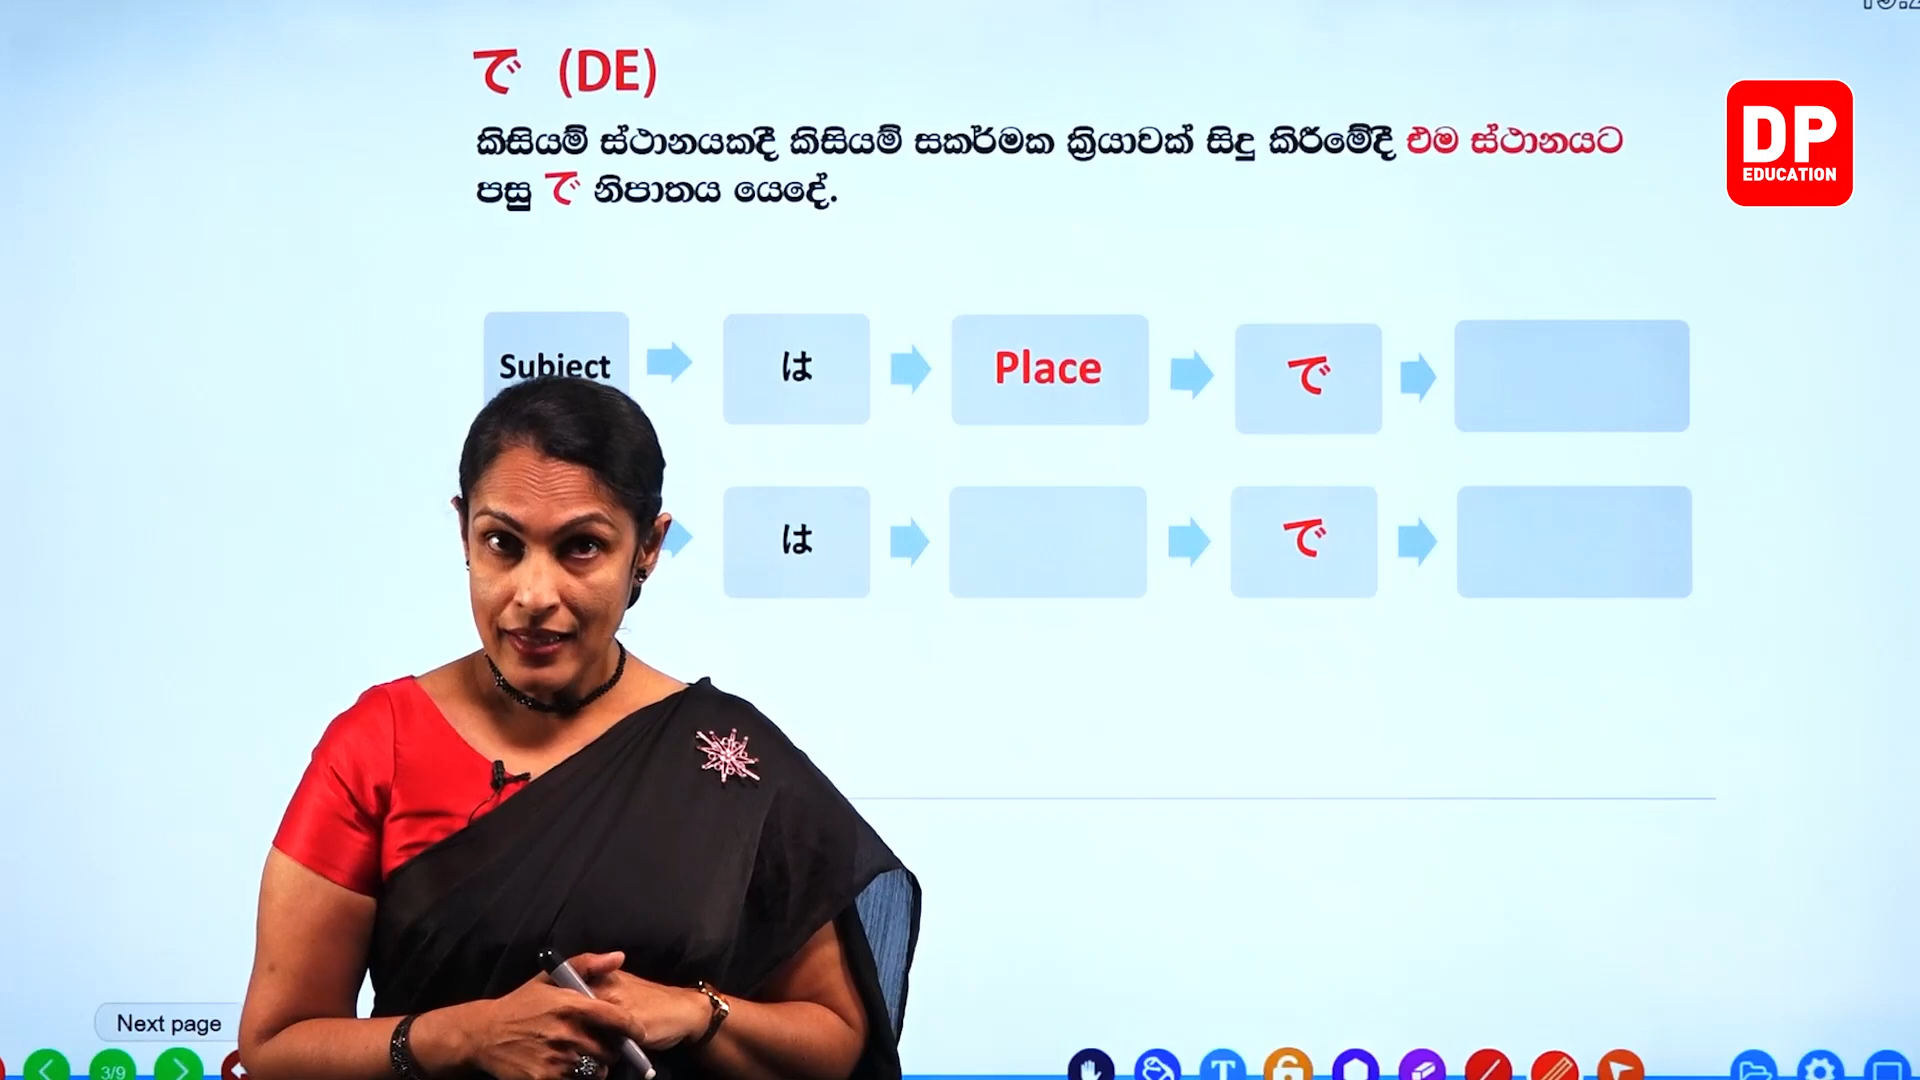 で (DE)
කිසියම් ස්ථානයකදී කිසියම් සකර්මක ක්‍රියාවක් සිදු කිරීමේදී එම ස්ථානයට
පසු で නිපාතය යෙදේ.
DP
EDUCATION
Subject
は
Place
で
は
で
Next page
3/9
T